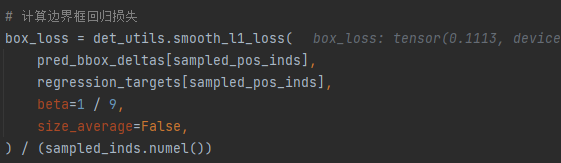 # 计算边界框回归损失
box_loss = det_utils.smooth_l1_loss( box_loss: tensor(0.1113, device
pred_bbox_deltas[sampled_pos_inds],
regression_targets[sampled_pos_inds],
beta=1 / 9,
size_average=False,
) / (sampled_inds.numel())